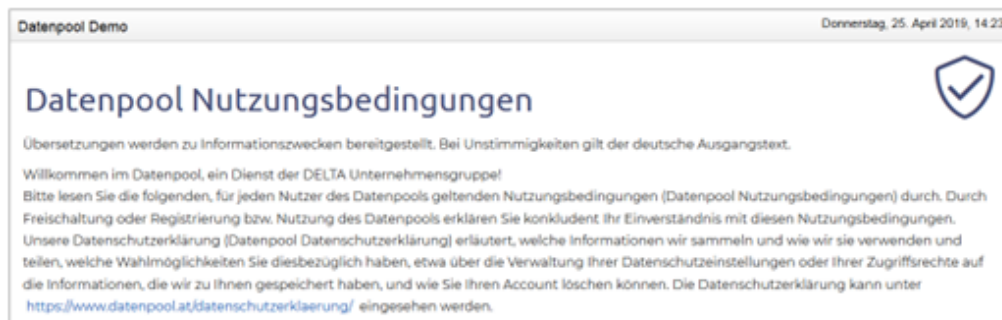 Datenpool Demo
Donnerstag, 25. April 2019, 14:23
Datenpool Nutzungsbedingungen
Übersetzungen werden zu Informationszwecken bereitgestellt. Bei Unstimmigkeiten gilt der deutsche Ausgangstext.
Willkommen im Datenpool, ein Dienst der DELTA Unternehmensgruppe!
Bitte lesen Sie die folgenden, für jeden Nutzer des Datenpools geltenden Nutzungsbedingungen (Datenpool Nutzungsbedingungen) durch. Durch
Freischaltung oder Registrierung bzw. Nutzung des Datenpools erklären Sie konkludent Ihr Einverständnis mit diesen Nutzungsbedingungen.
Unsere Datenschutzerklärung (Datenpool Datenschutzerklärung) erläutert, welche Informationen wir sammeln und wie wir sie verwenden und
teilen, welche Wahlmöglichkeiten Sie diesbezüglich haben, etwa über die Verwaltung Ihrer Datenschutzeinstellungen oder Ihrer Zugriffsrechte auf
die Informationen, die wir zu Ihnen gespeichert haben, und wie Sie Ihren Account löschen können. Die Datenschutzerklärung kann unter
https://www.datenpool.at/datenschutzerklaerung/ eingesehen werden.